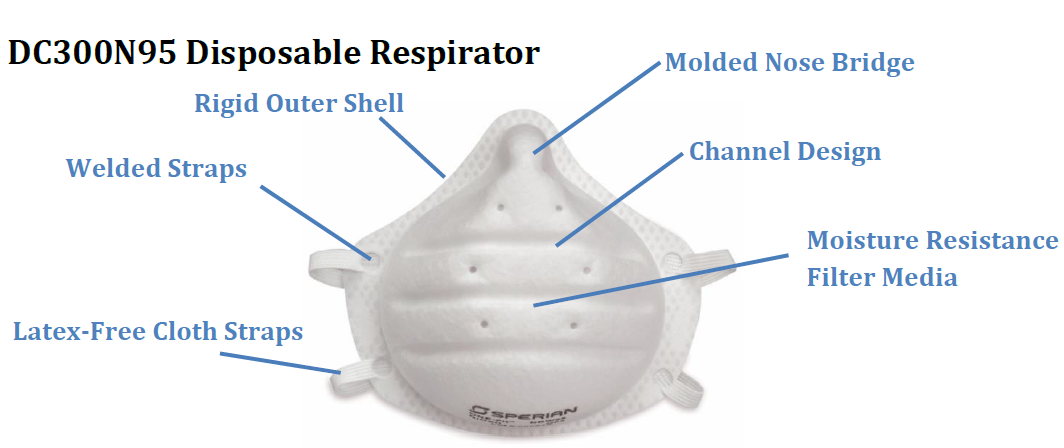 DC300N95 Disposable Respirator
Molded Nose Bridge
Rigid Outer Shell
Channel Design
Welded Straps
Moisture Resistance
Filter Media
Latex-Free Cloth Straps
SPERIAN